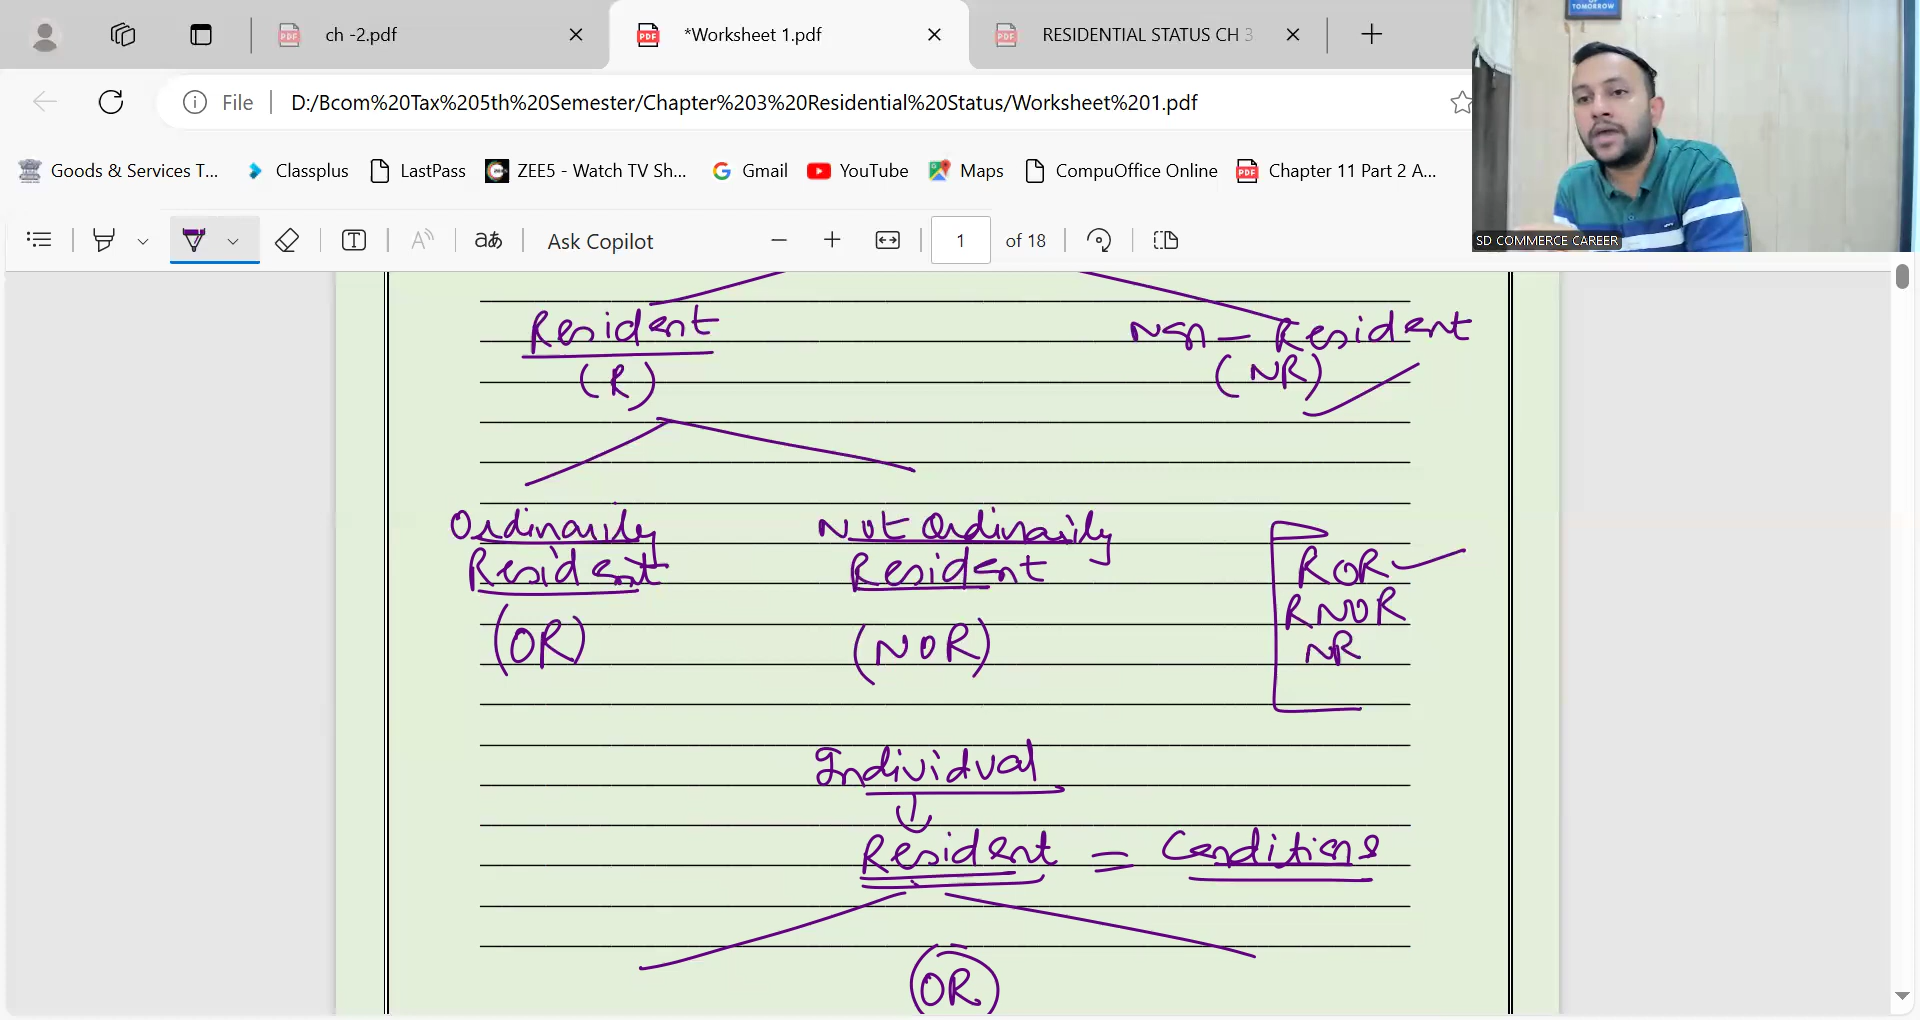 ch -2.pdf
*Worksheet 1.pdf
RESIDENTIAL STATUS CH 3
TOMORROW
File
D:/Bcom%20Tax%205th%20Semester/Chapter%203%20Residential%20Status/Worksheet%201.pdf
Goods & Services T...
Classplus
LastPass
ZEE5 - Watch TV Sh...
Gmail
YouTube
Maps
CompuOffice Online
Chapter 11 Part 2 A...
Ask Copilot
1 of 18
SD COMMERCE CAREER
Resident
Non - Resident
(R)
(NR)
Ordinarily
Not Ordinarily
Resident
Resident
ROR
RNOR
(OR)
(NOR)
NR
Individual
Resident = Conditions
OR